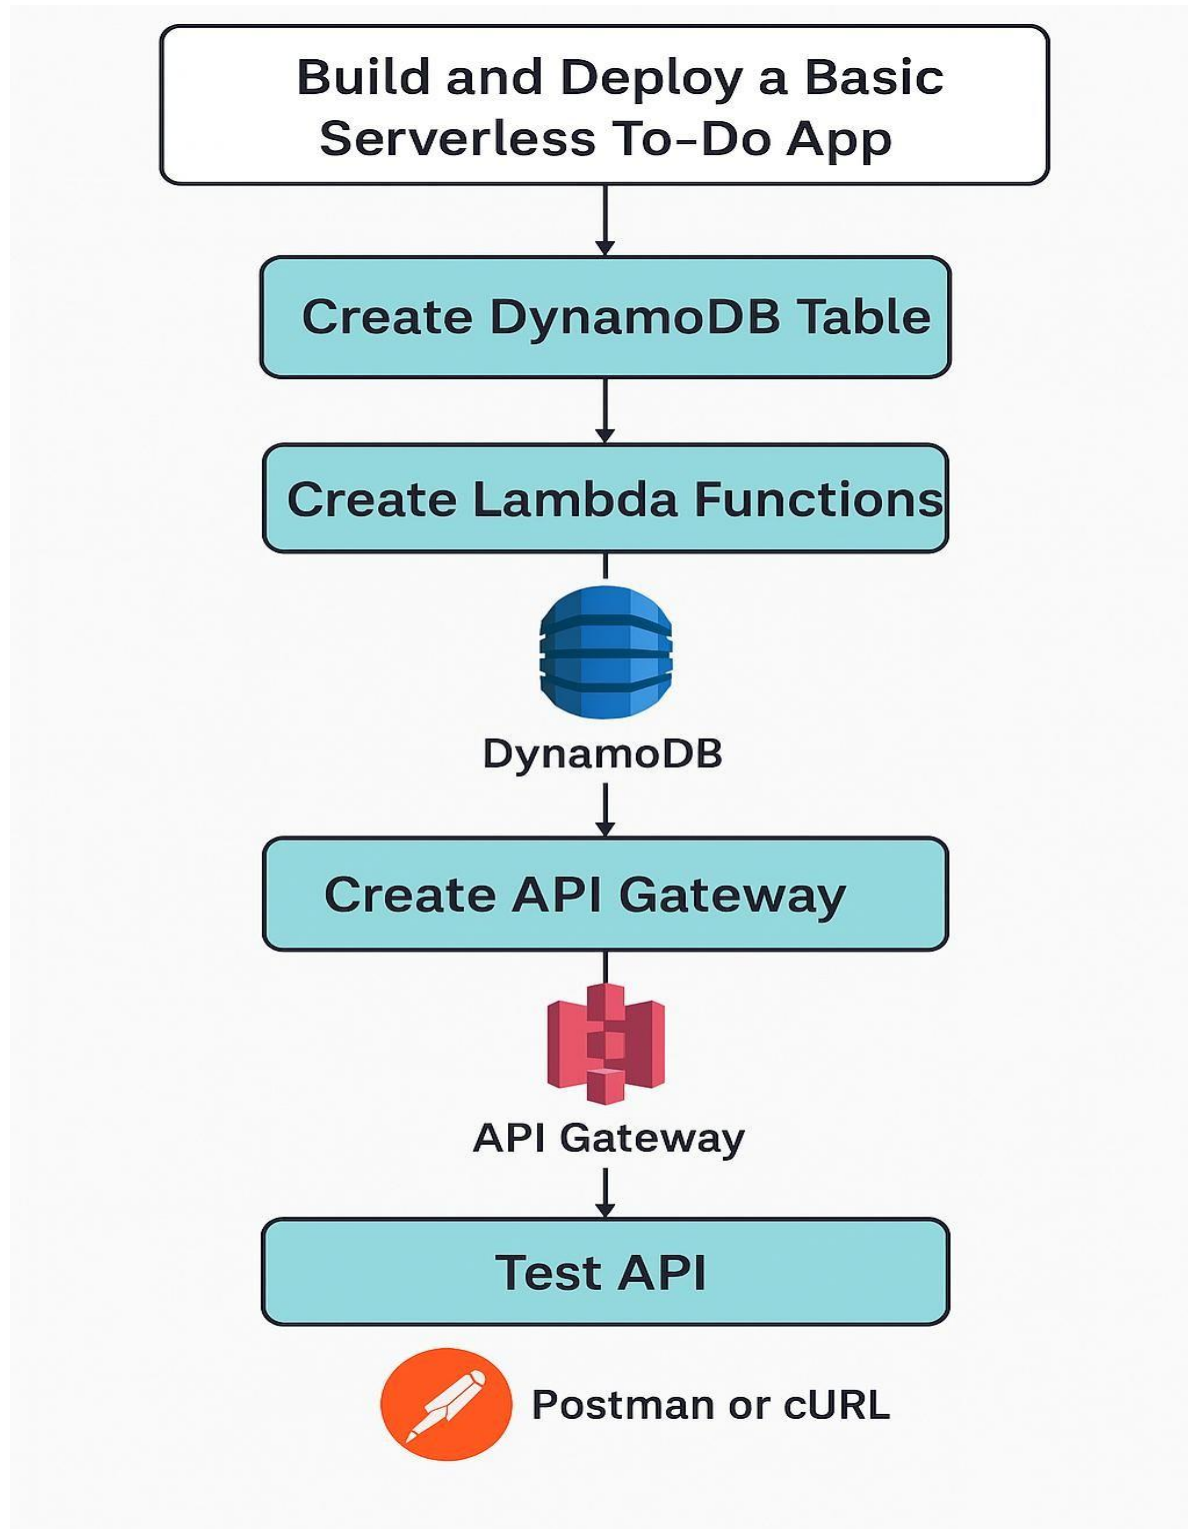 Build and Deploy a Basic
Serverless To-Do App
Create DynamoDB Table
Create Lambda Functions
DynamoDB
Create API Gateway
API Gateway
Test API
Postman or cURL